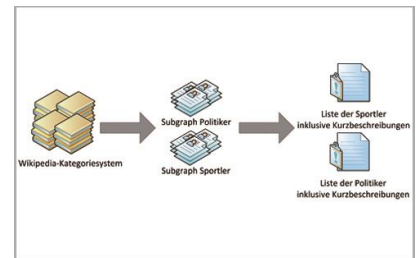 Wikipedia-Kategoriesystem
Subgraph Politiker
Subgraph Sportler
Liste der Sportler
inklusive Kurzbeschreibungen
Liste der Politiker
inklusive Kurzbeschreibungen